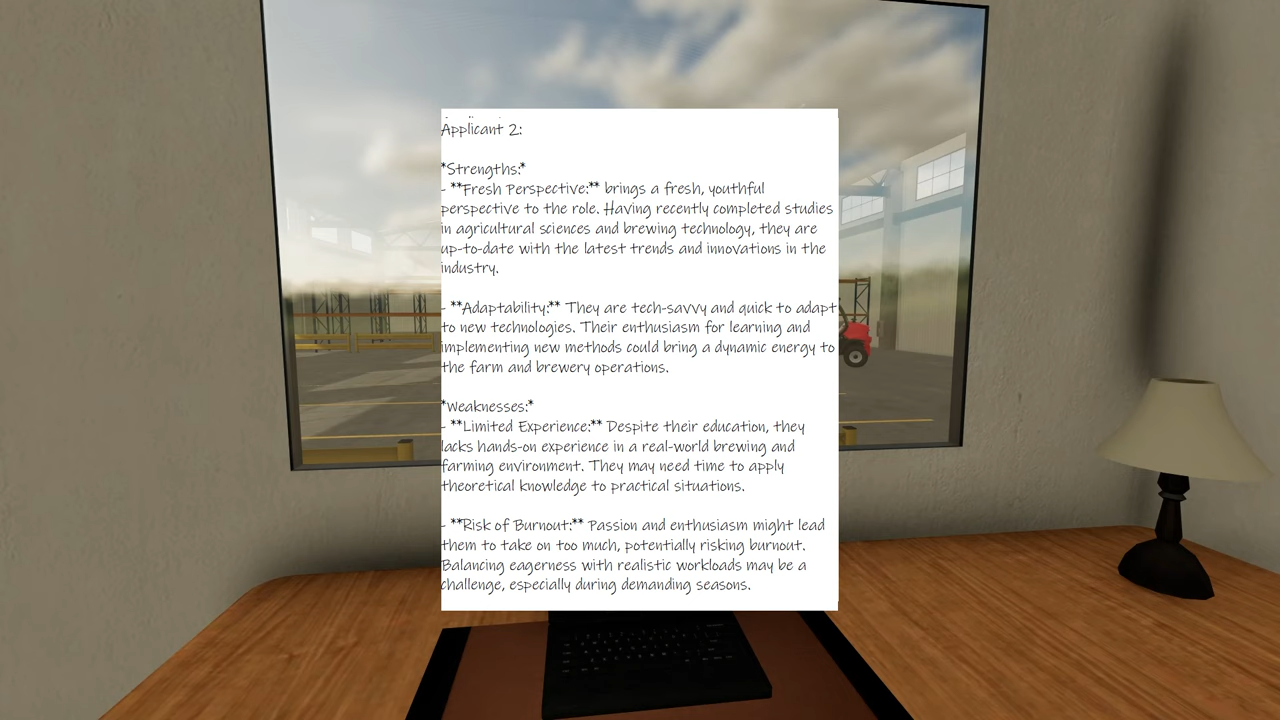 Applicant 2:
*Strengths:*
- **Fresh Perspective:** brings a fresh, youthful
perspective to the role. Having recently completed studies
in agricultural sciences and brewing technology, they are
up-to-date with the latest trends and innovations in the
industry.
- **Adaptability:** They are tech-savvy and quick to adapt
to new technologies. Their enthusiasm for learning and
implementing new methods could bring a dynamic energy to
the farm and brewery operations.
*Weaknesses:*
- **Limited Experience:** Despite their education, they
lacks hands-on experience in a real-world brewing and
farming environment. They may need time to apply
theoretical knowledge to practical situations.
- **Risk of Burnout:** Passion and enthusiasm might lead
them to take on too much, potentially risking burnout.
Balancing eagerness with realistic workloads may be a
challenge, especially during demanding seasons.